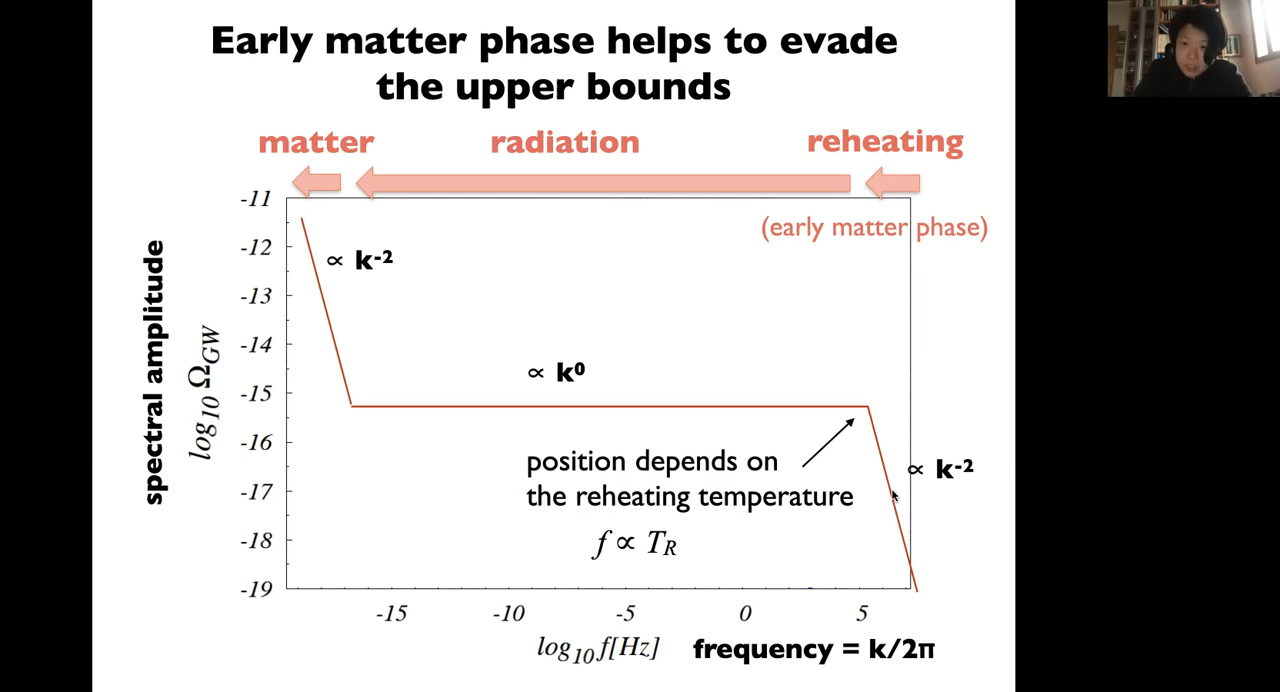 Early matter phase helps to evade
the upper bounds
matter
radiation
reheating
(early matter phase)
-11
-12
-13
-14
-15
-16
-17
-18
-19
spectral amplitude
log10 ΩGW
∝ k-2
∝ k0
∝ k-2
position depends on
the reheating temperature
f ∝ TR
-15
-10
-5
0
5
log10 f[Hz]
frequency = k/2π